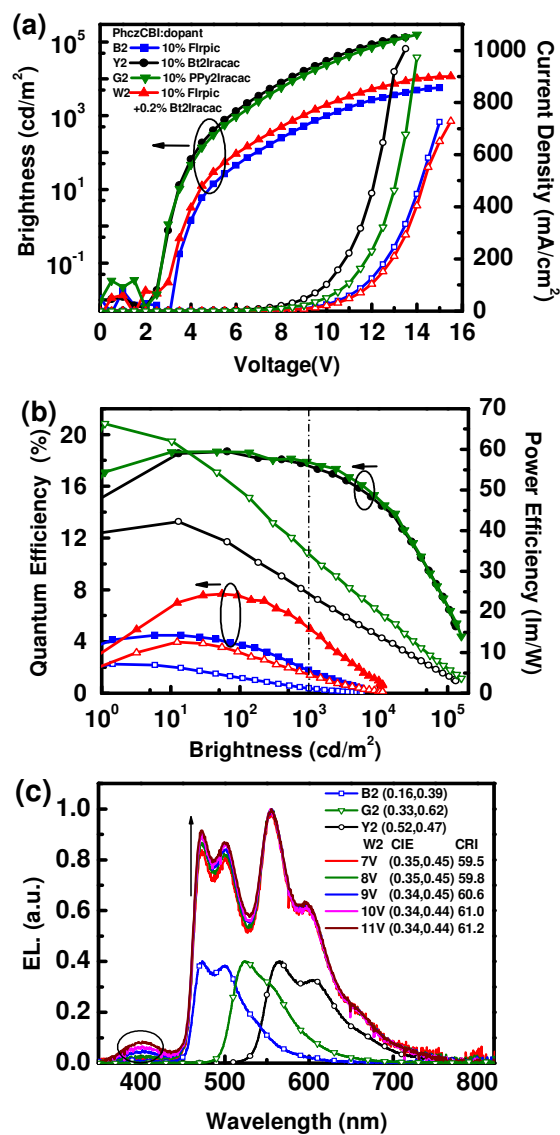 (a)
PhczCBI:dopant
B2 10% FIrpic
Y2 10% Bt2Iracac
G2 10% PPy2Iracac
W2 10% FIrpic
+0.2% Bt2Iracac
Brightness (cd/m2)
10^5
10^3
10^1
10^-1
Current Density (mA/cm2)
1000
800
600
400
200
0
0 2 4 6 8 10 12 14 16
Voltage(V)
(b)
Quantum Efficiency (%)
20
16
12
8
4
0
Power Efficiency (lm/W)
70
60
50
40
30
20
10
0
10^0 10^1 10^2 10^3 10^4 10^5
Brightness (cd/m2)
(c)
B2 (0.16,0.39)
G2 (0.33,0.62)
Y2 (0.52,0.47)
W2 CIE CRI
7V (0.35,0.45) 59.5
8V (0.35,0.45) 59.8
9V (0.34,0.45) 60.6
10V (0.34,0.44) 61.0
11V (0.34,0.44) 61.2
EL. (a.u.)
1.0
0.8
0.6
0.4
0.2
0.0
400 500 600 700 800
Wavelength (nm)